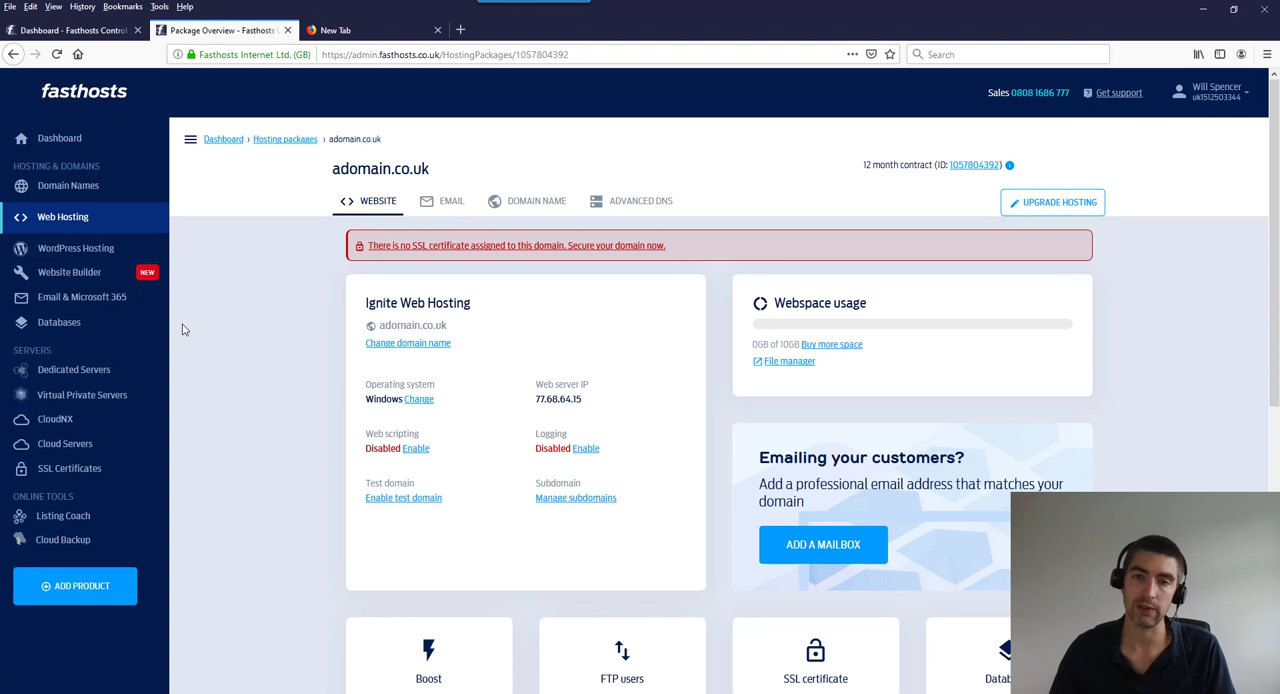 File Edit View History Bookmarks Tools Help
Dashboard - Fasthosts Control
Package Overview - Fasthosts C
New Tab
Fasthosts Internet Ltd. (GB)
https://admin.fasthosts.co.uk/HostingPackages/1057804392
Search
fasthosts
Sales 0808 1686 777
Get support
Will Spencer
uk1512503344
Dashboard
HOSTING & DOMAINS
Domain Names
Web Hosting
WordPress Hosting
Website Builder NEW
Email & Microsoft 365
Databases
SERVERS
Dedicated Servers
Virtual Private Servers
CloudNX
Cloud Servers
SSL Certificates
ONLINE TOOLS
Listing Coach
Cloud Backup
ADD PRODUCT
Dashboard › Hosting packages › adomain.co.uk
adomain.co.uk
12 month contract (ID: 1057804392)
WEBSITE
EMAIL
DOMAIN NAME
ADVANCED DNS
UPGRADE HOSTING
There is no SSL certificate assigned to this domain. Secure your domain now.
Ignite Web Hosting
adomain.co.uk
Change domain name
Operating system
Windows Change
Web server IP
77.68.64.15
Web scripting
Disabled Enable
Logging
Disabled Enable
Test domain
Enable test domain
Subdomain
Manage subdomains
Webspace usage
0GB of 10GB Buy more space
File manager
Emailing your customers?
Add a professional email address that matches your
domain
ADD A MAILBOX
Boost
FTP users
SSL certificate